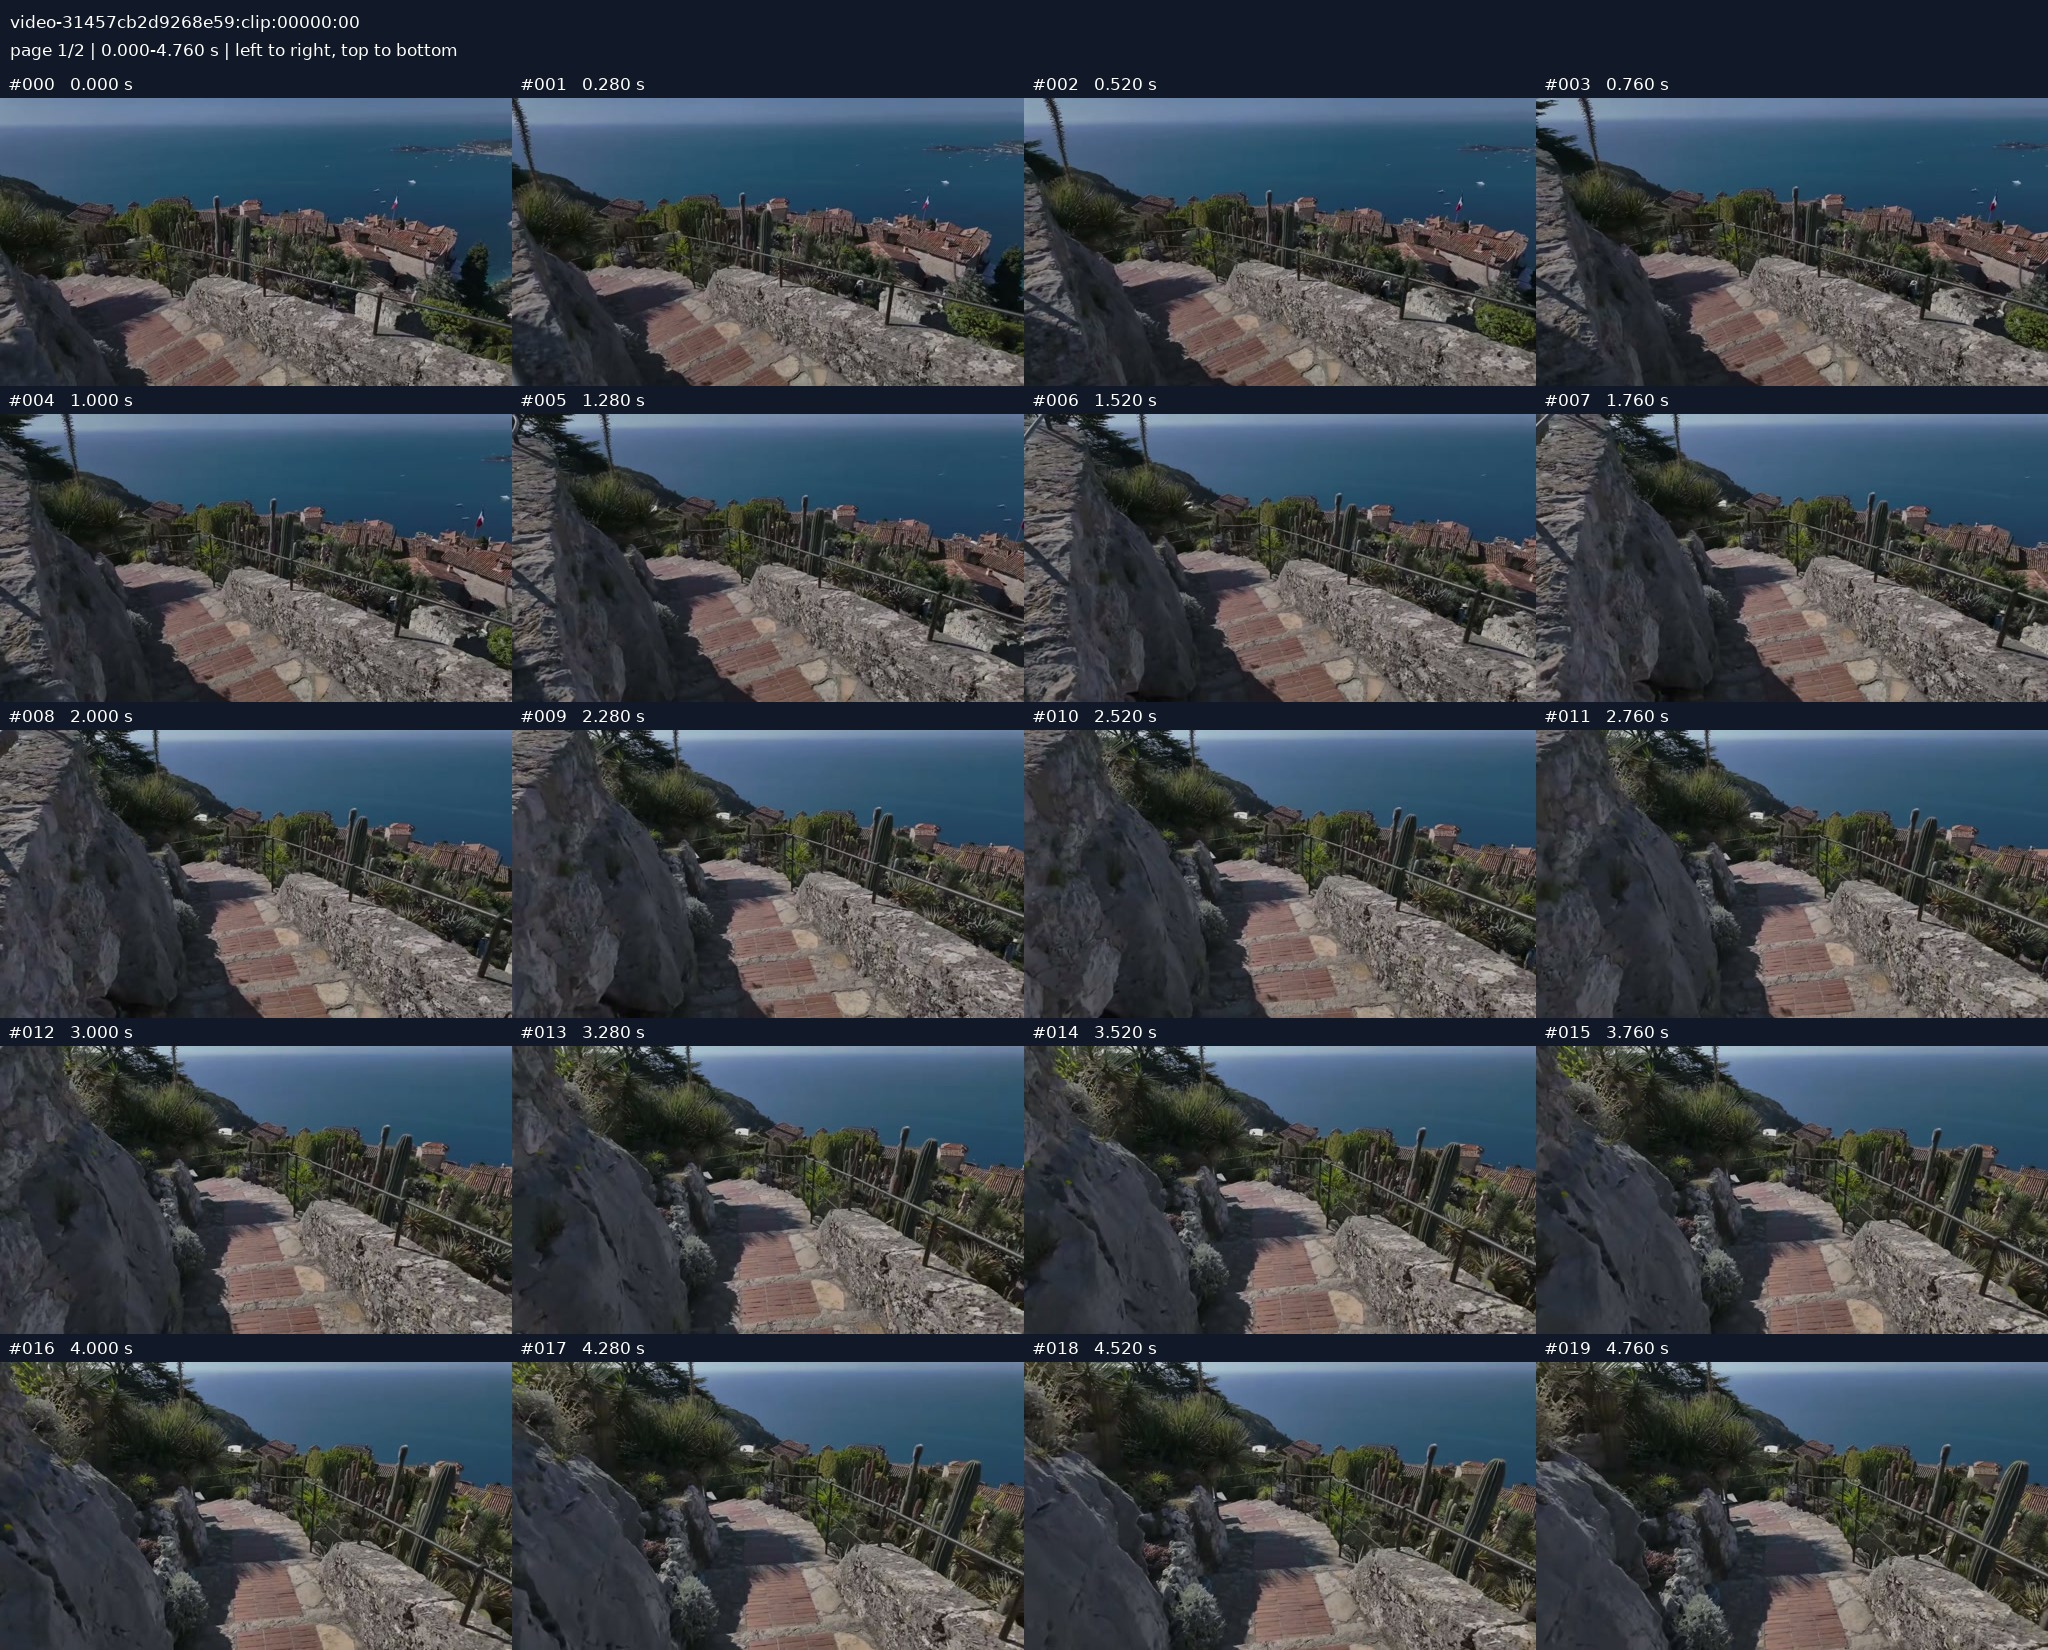 video-31457cb2d9268e59:clip:00000:00
page 1/2 | 0.000-4.760 s | left to right, top to bottom
#000 0.000 s
#001 0.280 s
#002 0.520 s
#003 0.760 s
#004 1.000 s
#005 1.280 s
#006 1.520 s
#007 1.760 s
#008 2.000 s
#009 2.280 s
#010 2.520 s
#011 2.760 s
#012 3.000 s
#013 3.280 s
#014 3.520 s
#015 3.760 s
#016 4.000 s
#017 4.280 s
#018 4.520 s
#019 4.760 s